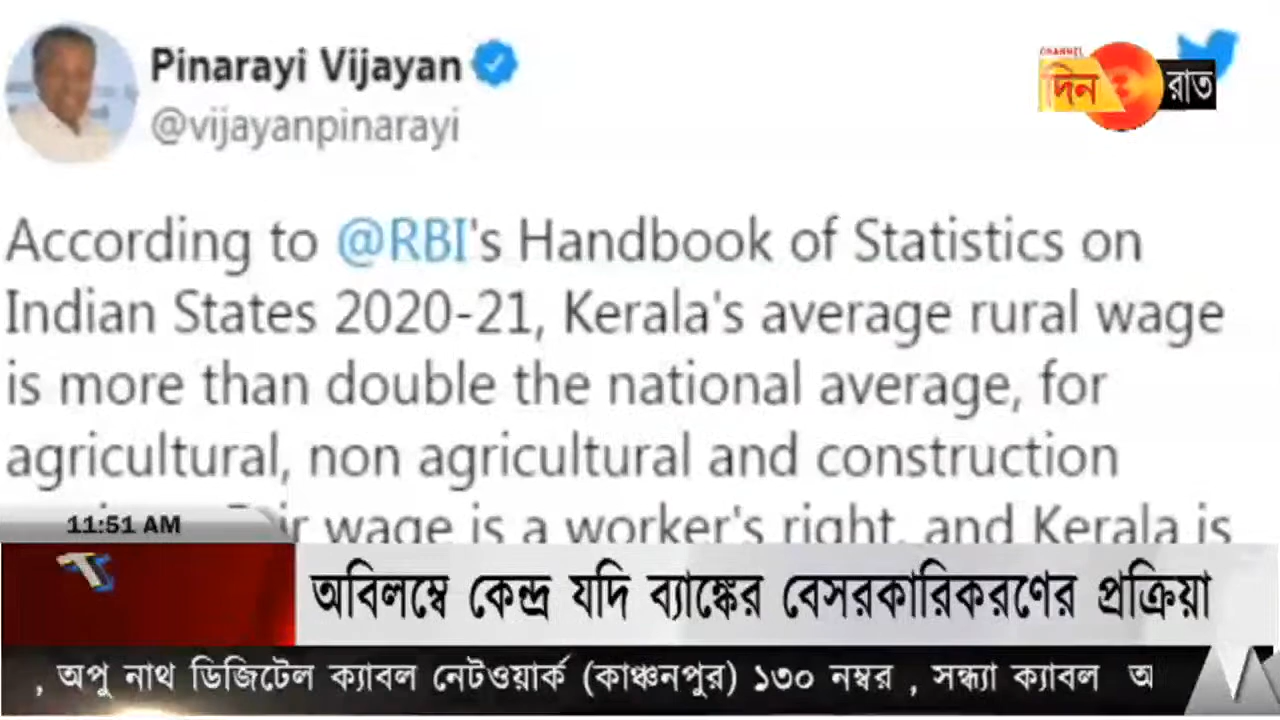 Pinarayi Vijayan
@vijayanpinarayi
CHANNEL
দিন রাত
According to @RBI's Handbook of Statistics on
Indian States 2020-21, Kerala's average rural wage
is more than double the national average, for
agricultural, non agricultural and construction
wage is a worker's right, and Kerala is
11:51 AM
অবিলম্বে কেন্দ্র যদি ব্যাঙ্কের বেসরকারিকরণের প্রক্রিয়া
, অপু নাথ ডিজিটেল ক্যাবল নেটওয়ার্ক (কাঞ্চনপুর) ১৩০ নম্বর , সন্ধ্যা ক্যাবল অ